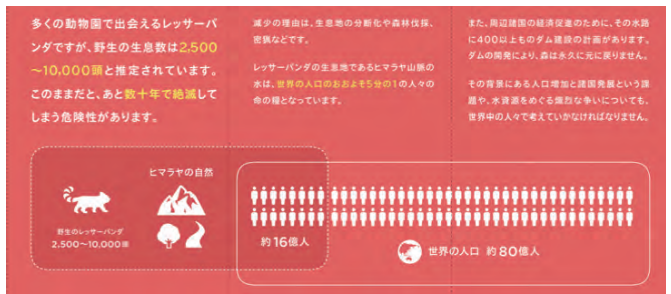 多くの動物園で出会えるレッサーパ
ンダですが、野生の生息数は2,500
〜10,000頭と推定されています。
このままだと、あと数十年で絶滅して
しまう危険性があります。
減少の理由は、生息地の分断化や森林伐採、
密猟などです。
レッサーパンダの生息地であるヒマラヤ山脈の
水は、世界の人口のおおよそ5分の1の人々の
命の糧となっています。
また、周辺諸国の経済促進のために、その水路
に400以上ものダム建設の計画があります。
ダムの開発により、森は永久に元に戻りません。
その背景にある人口増加と諸国発展という課
題や、水資源をめぐる熾烈な争いについても、
世界中の人々で考えていかなければなりません。
ヒマラヤの自然
野生のレッサーパンダ
2,500〜10,000頭
約16億人
世界の人口 約80億人